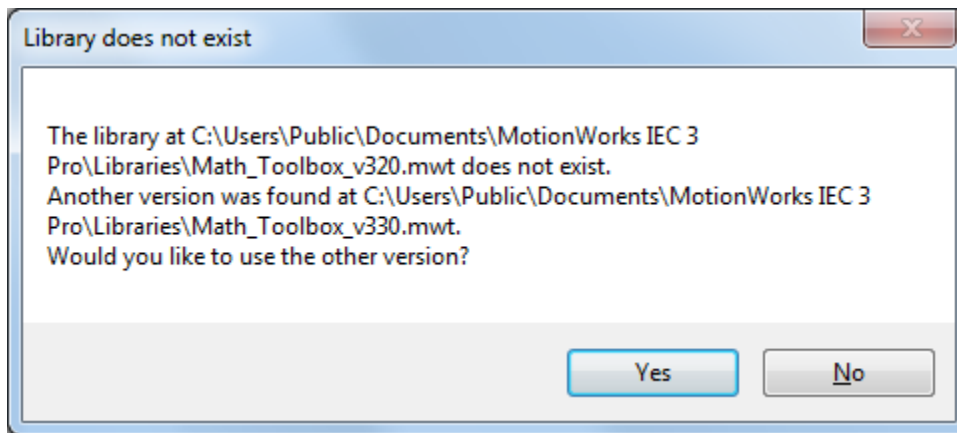 Library does not exist
The library at C:\Users\Public\Documents\MotionWorks IEC 3
Pro\Libraries\Math_Toolbox_v320.mwt does not exist.
Another version was found at C:\Users\Public\Documents\MotionWorks IEC 3
Pro\Libraries\Math_Toolbox_v330.mwt.
Would you like to use the other version?
Yes
No